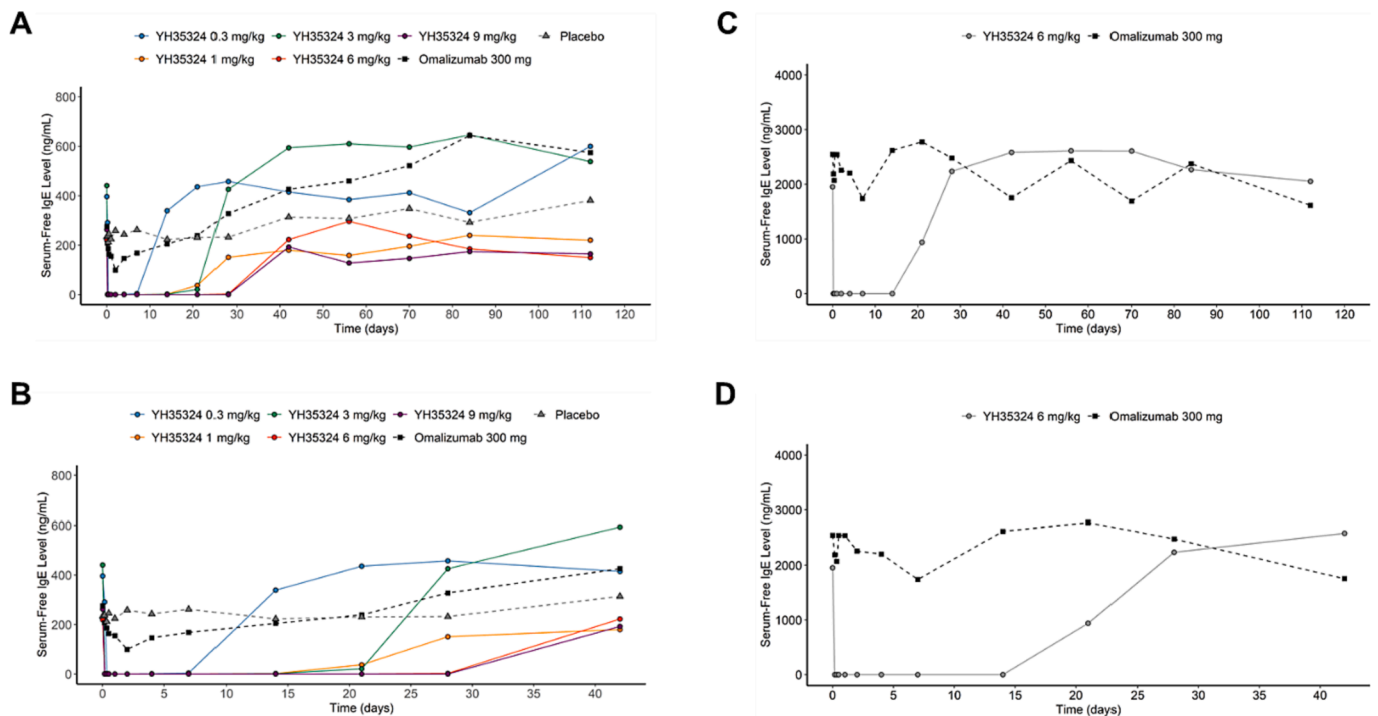 A
YH35324 0.3 mg/kg YH35324 3 mg/kg YH35324 9 mg/kg Placebo
YH35324 1 mg/kg YH35324 6 mg/kg Omalizumab 300 mg
Serum-Free IgE Level (ng/mL)
800
600
400
200
0
0 10 20 30 40 50 60 70 80 90 100 110 120
Time (days)
C
YH35324 6 mg/kg Omalizumab 300 mg
Serum-Free IgE Level (ng/mL)
4000
3000
2000
1000
0
0 10 20 30 40 50 60 70 80 90 100 110 120
Time (days)
B
YH35324 0.3 mg/kg YH35324 3 mg/kg YH35324 9 mg/kg Placebo
YH35324 1 mg/kg YH35324 6 mg/kg Omalizumab 300 mg
Serum-Free IgE Level (ng/mL)
800
600
400
200
0
0 5 10 15 20 25 30 35 40
Time (days)
D
YH35324 6 mg/kg Omalizumab 300 mg
Serum-Free IgE Level (ng/mL)
4000
3000
2000
1000
0
0 5 10 15 20 25 30 35 40
Time (days)